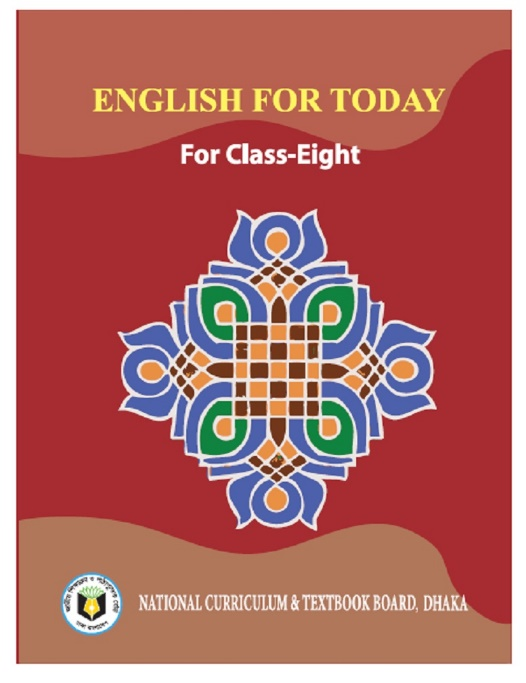 ENGLISH FOR TODAY
For Class-Eight
NATIONAL CURRICULUM & TEXTBOOK BOARD, DHAKA